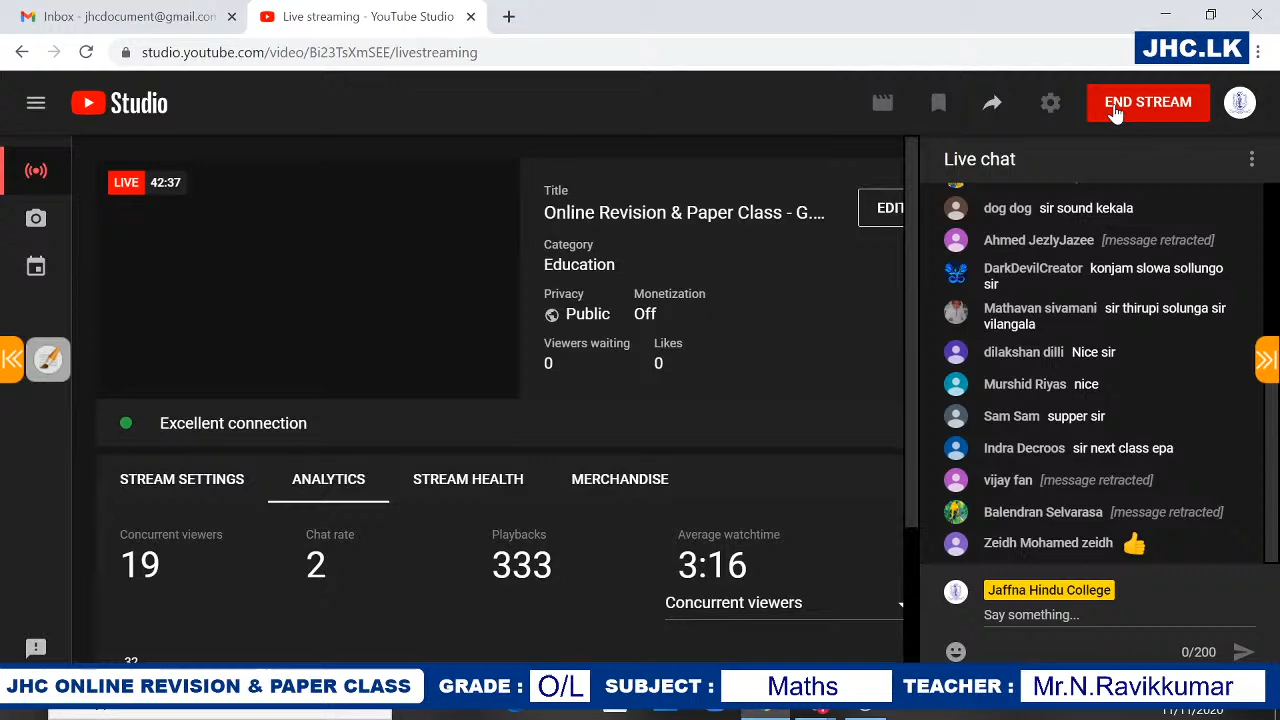 Inbox - jhcdocument@gmail.con
Live streaming - YouTube Studio
studio.youtube.com/video/Bi23TsXmSEE/livestreaming
JHC.LK
Studio
END STREAM
LIVE 42:37
Title
Online Revision & Paper Class - G....
EDIT
Category
Education
Privacy Monetization
Public Off
Viewers waiting Likes
0 0
Excellent connection
STREAM SETTINGS ANALYTICS STREAM HEALTH MERCHANDISE
Concurrent viewers Chat rate Playbacks Average watchtime
19 2 333 3:16
Concurrent viewers
32
Live chat
dog dog sir sound kekala
Ahmed JezlyJazee [message retracted]
DarkDevilCreator konjam slowa sollungo
sir
Mathavan sivamani sir thirupi solunga sir
vilangala
dilakshan dilli Nice sir
Murshid Riyas nice
Sam Sam supper sir
Indra Decroos sir next class epa
vijay fan [message retracted]
Balendran Selvarasa [message retracted]
Zeidh Mohamed zeidh 👍
Jaffna Hindu College
Say something...
0/200
JHC ONLINE REVISION & PAPER CLASS GRADE : O/L SUBJECT : Maths TEACHER : Mr.N.Ravikkumar
11/11/2020